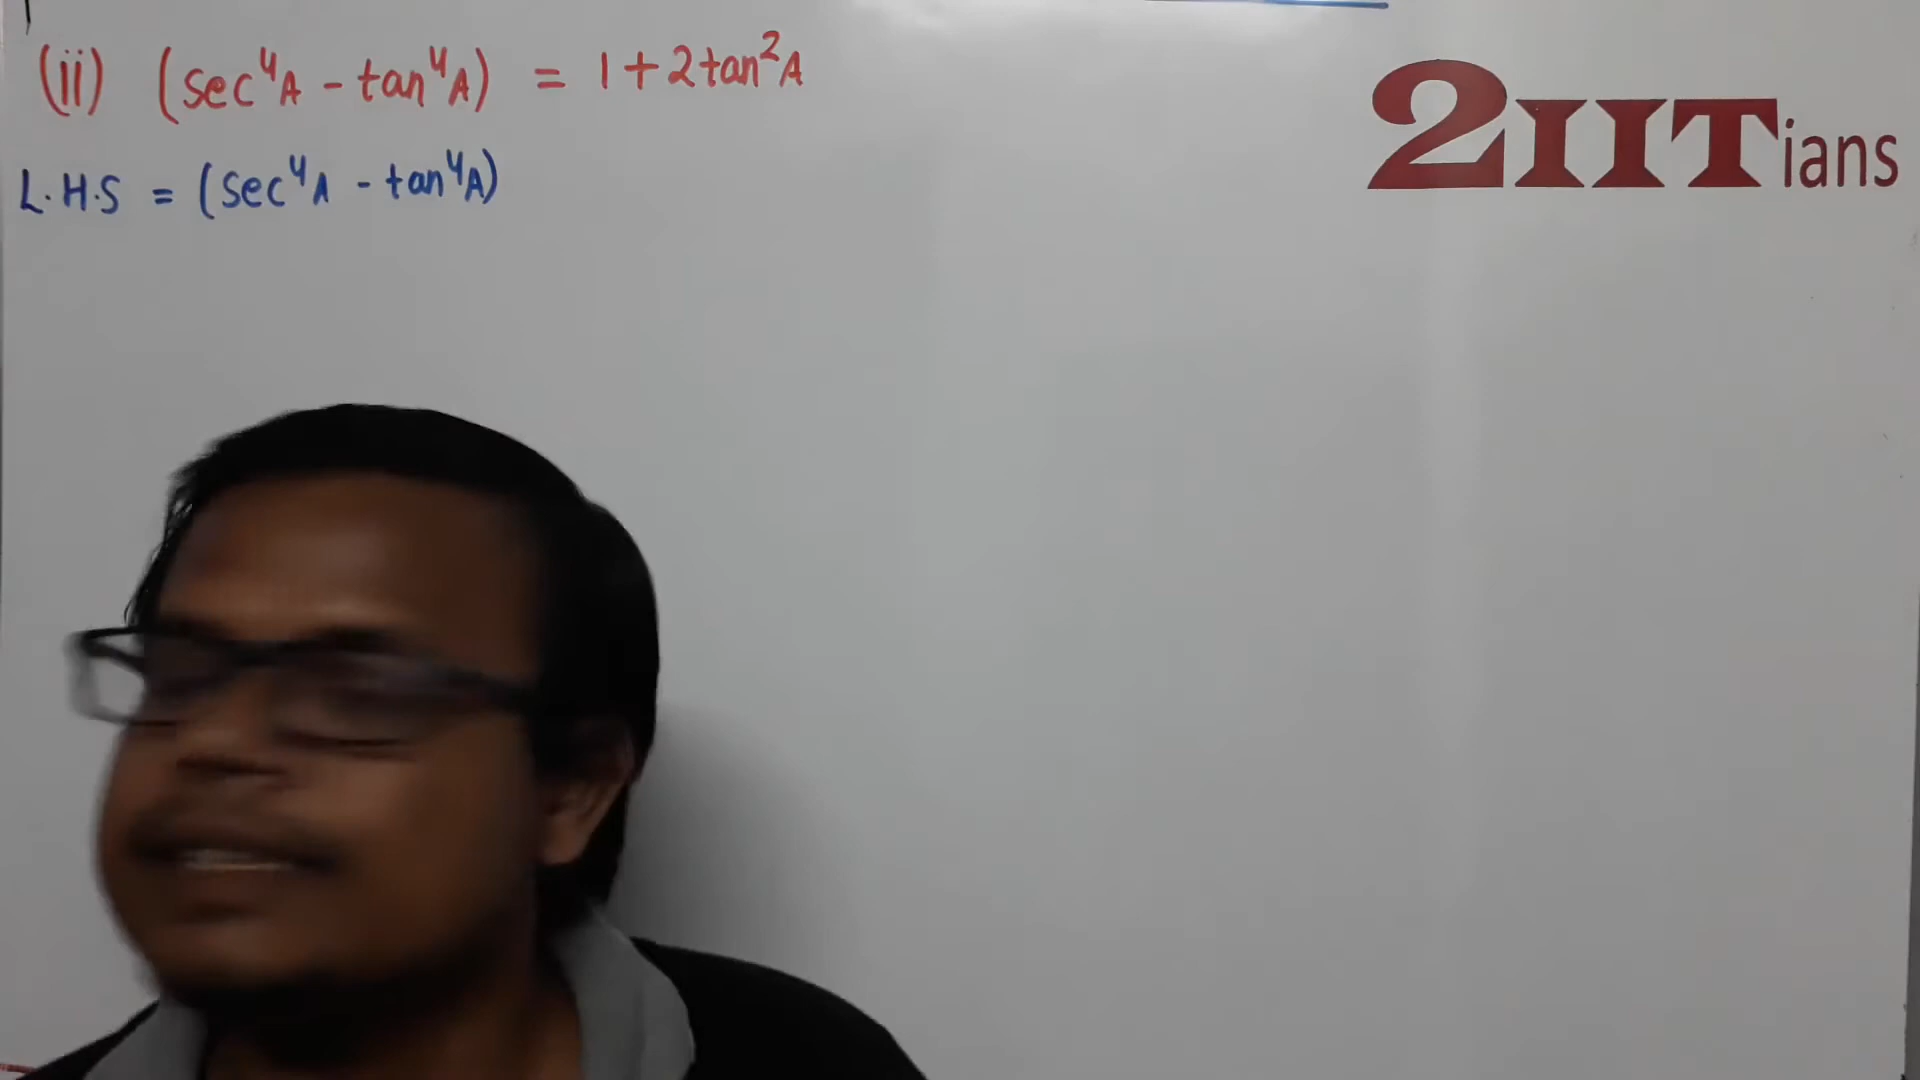 (ii) (sec⁴A - tan⁴A) = 1 + 2tan²A
L.H.S = (sec⁴A - tan⁴A)
2IITians